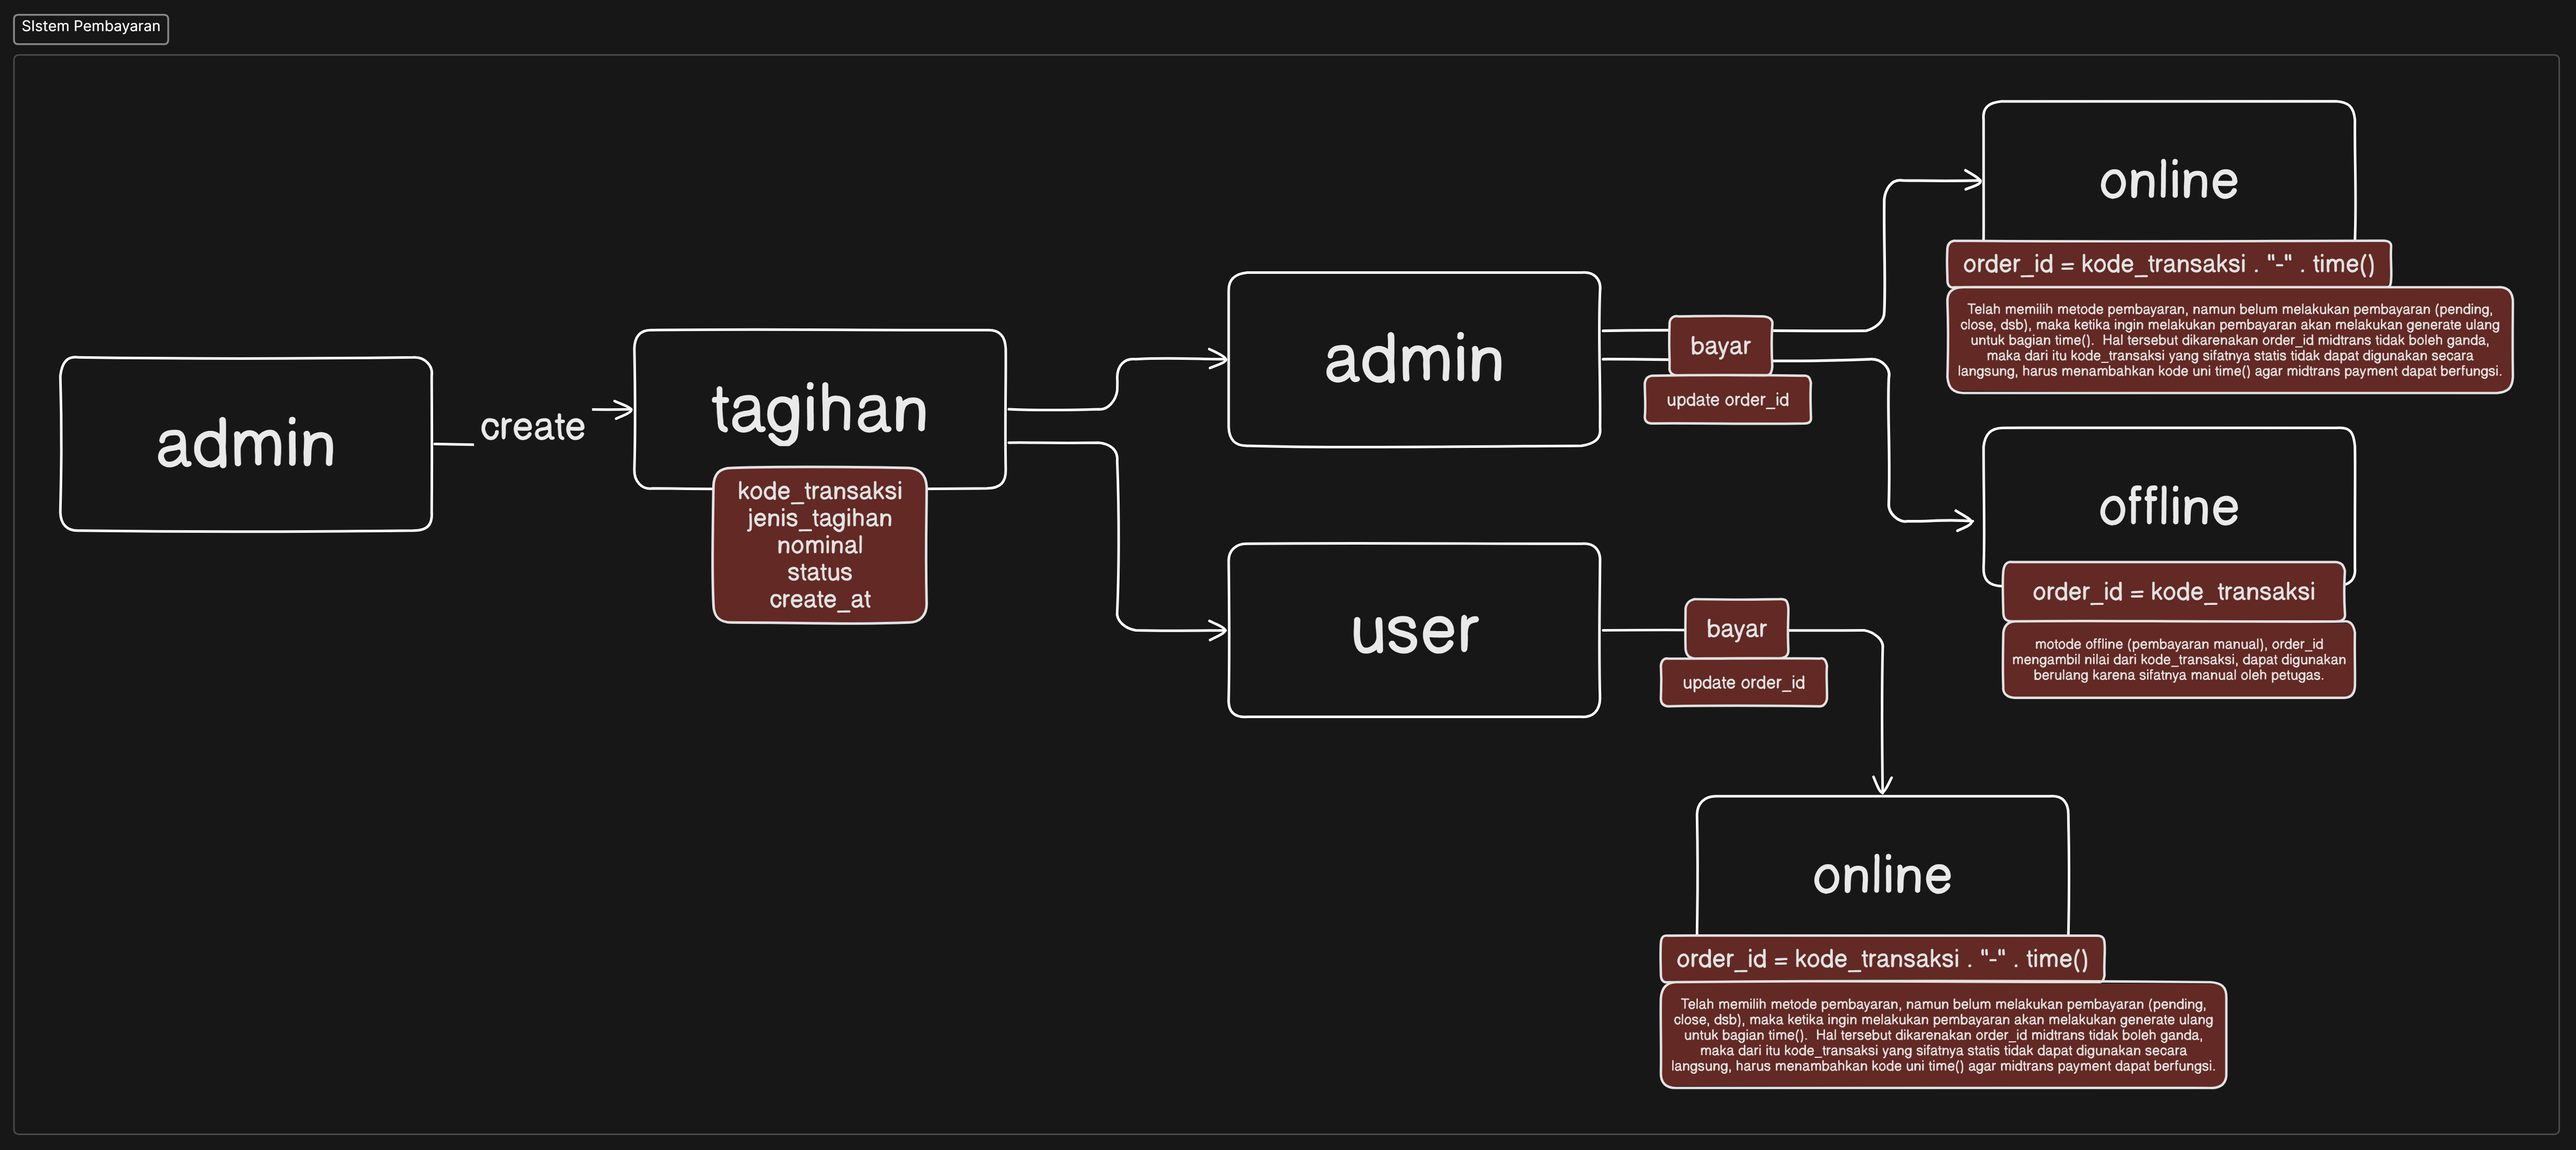 SIstem Pembayaran
admin
create
tagihan
kode_transaksi
jenis_tagihan
nominal
status
create_at
admin
bayar
update order_id
online
order_id = kode_transaksi . "-" . time()
Telah memilih metode pembayaran, namun belum melakukan pembayaran (pending,
close, dsb), maka ketika ingin melakukan pembayaran akan melakukan generate ulang
untuk bagian time().  Hal tersebut dikarenakan order_id midtrans tidak boleh ganda,
maka dari itu kode_transaksi yang sifatnya statis tidak dapat digunakan secara
langsung, harus menambahkan kode uni time() agar midtrans payment dapat berfungsi.
offline
order_id = kode_transaksi
motode offline (pembayaran manual), order_id
mengambil nilai dari kode_transaksi, dapat digunakan
berulang karena sifatnya manual oleh petugas.
user
bayar
update order_id
online
order_id = kode_transaksi . "-" . time()
Telah memilih metode pembayaran, namun belum melakukan pembayaran (pending,
close, dsb), maka ketika ingin melakukan pembayaran akan melakukan generate ulang
untuk bagian time().  Hal tersebut dikarenakan order_id midtrans tidak boleh ganda,
maka dari itu kode_transaksi yang sifatnya statis tidak dapat digunakan secara
langsung, harus menambahkan kode uni time() agar midtrans payment dapat berfungsi.